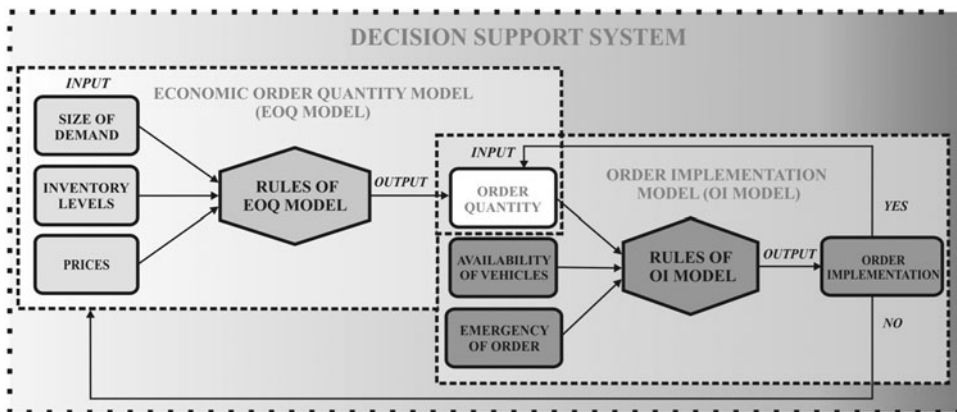 DECISION SUPPORT SYSTEM
INPUT
ECONOMIC ORDER QUANTITY MODEL
(EOQ MODEL)
SIZE OF
DEMAND
INVENTORY
LEVELS
PRICES
RULES OF
EOQ MODEL
OUTPUT
INPUT
ORDER
QUANTITY
ORDER IMPLEMENTATION
MODEL (OI MODEL)
AVAILABILITY
OF VEHICLES
EMERGENCY
OF ORDER
RULES OF
OI MODEL
OUTPUT
YES
ORDER
IMPLEMENTATION
NO